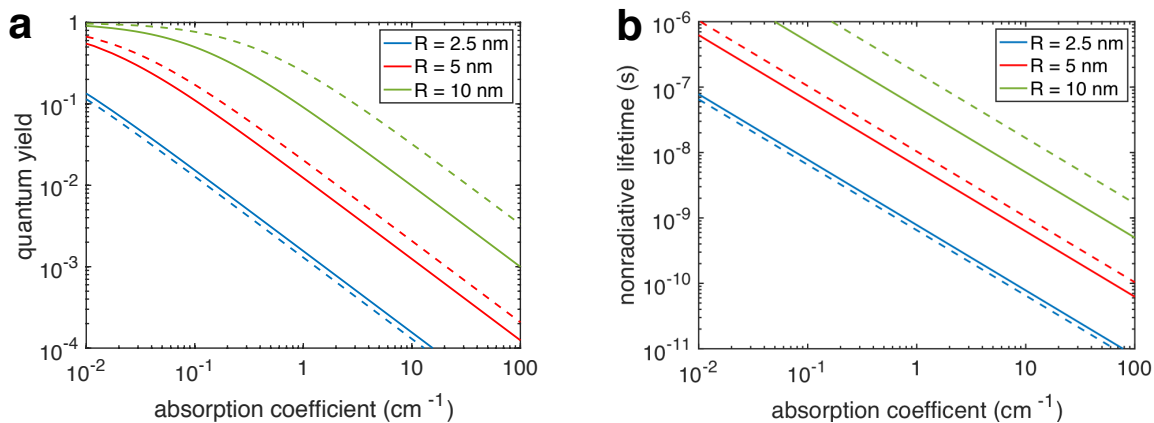 a
quantum yield
1
10^-1
10^-2
10^-3
10^-4
R = 2.5 nm
R = 5 nm
R = 10 nm
10^-2
10^-1
1
10
100
absorption coefficient (cm^-1)
b
nonradiative lifetime (s)
10^-6
10^-7
10^-8
10^-9
10^-10
10^-11
R = 2.5 nm
R = 5 nm
R = 10 nm
10^-2
10^-1
1
10
100
absorption coefficent (cm^-1)